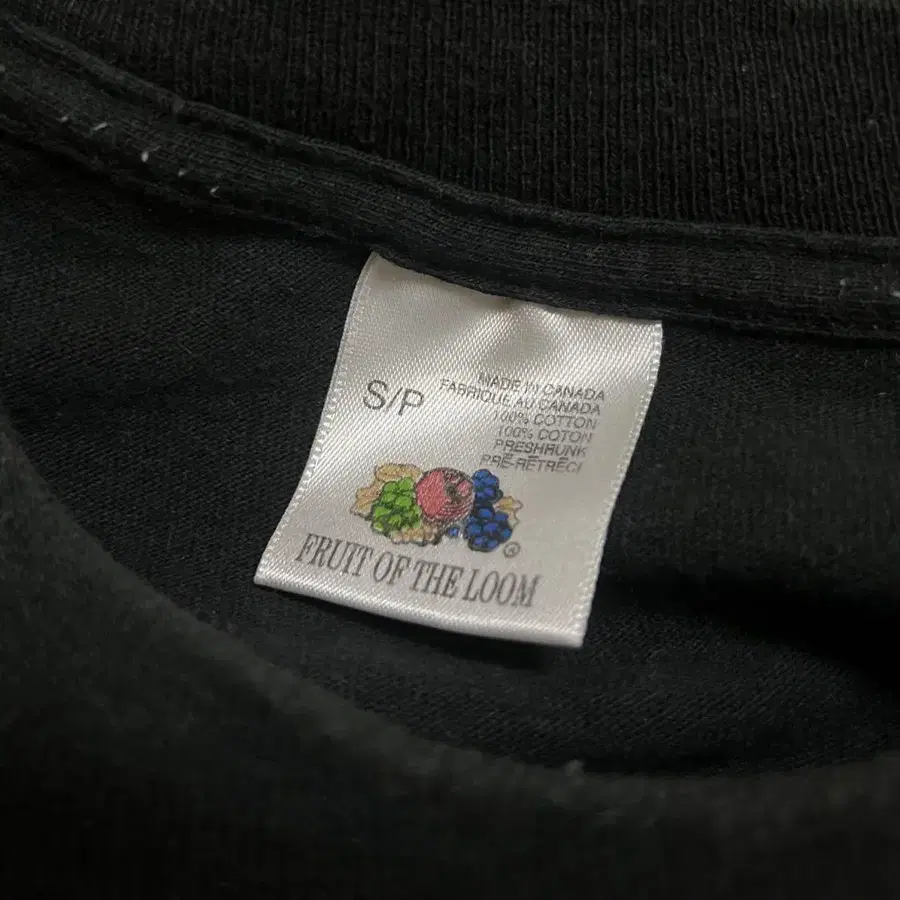 S/P
MADE IN CANADA
FABRIQUE AU CANADA
100% COTTON
100% COTON
PRESHRUNK
PRÉ-RÉTRÉCI
®
FRUIT OF THE LOOM